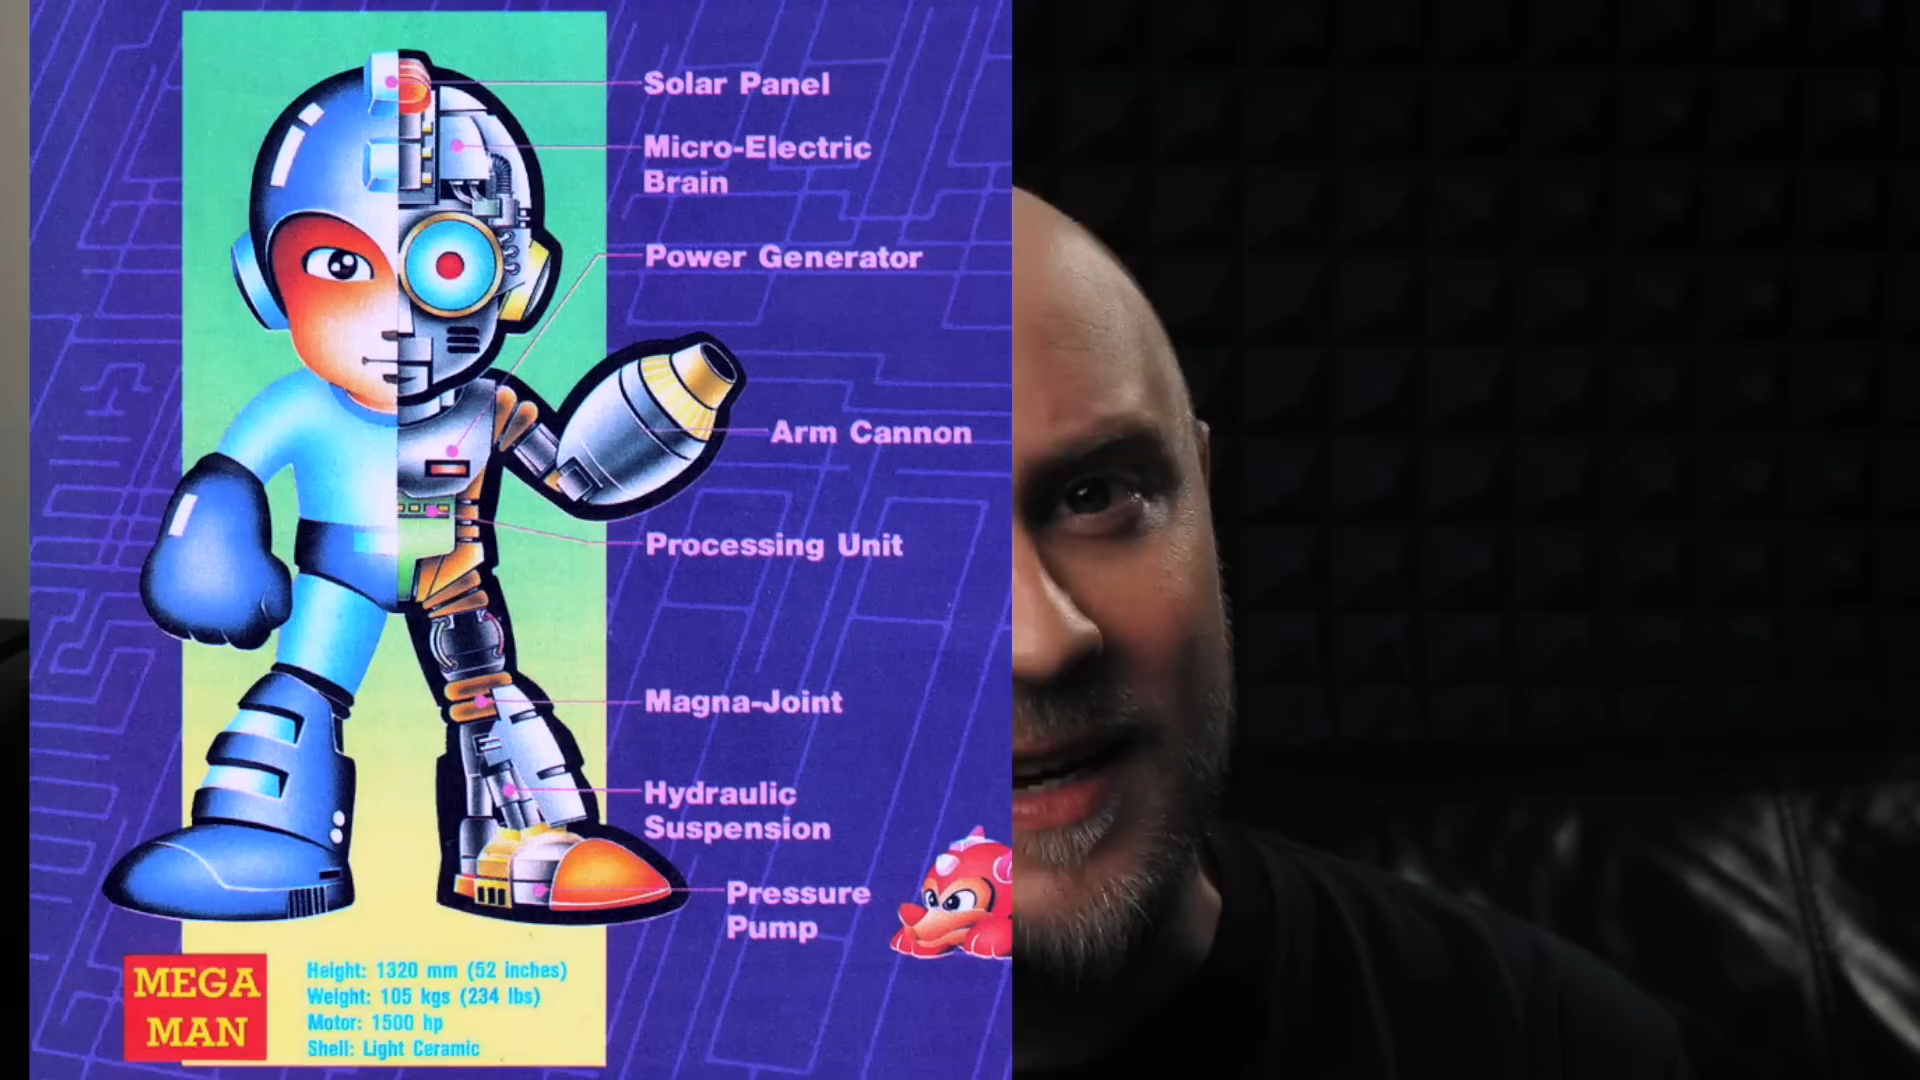 Solar Panel
Micro-Electric
Brain
Power Generator
Arm Cannon
Processing Unit
Magna-Joint
Hydraulic
Suspension
Pressure
Pump
MEGA
MAN
Height: 1320 mm (52 inches)
Weight: 105 kgs (234 lbs)
Motor: 1500 hp
Shell: Light Ceramic